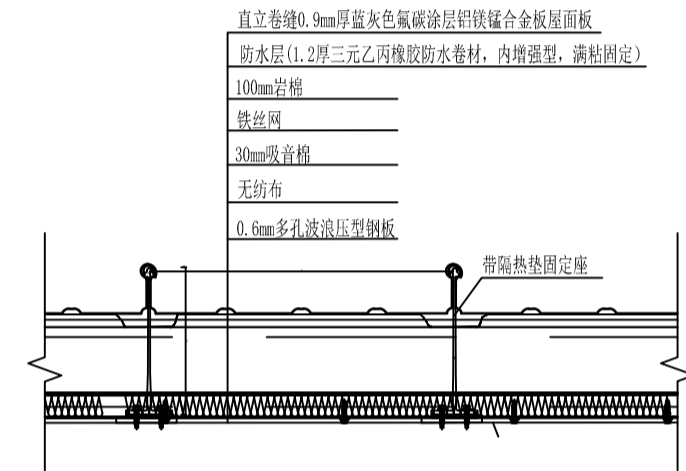 直立卷缝0.9mm厚蓝灰色氟碳涂层铝镁锰合金板屋面板
防水层(1.2厚三元乙丙橡胶防水卷材，内增强型，满粘固定)
100mm岩棉
铁丝网
30mm吸音棉
无纺布
0.6mm多孔波浪压型钢板
带隔热垫固定座